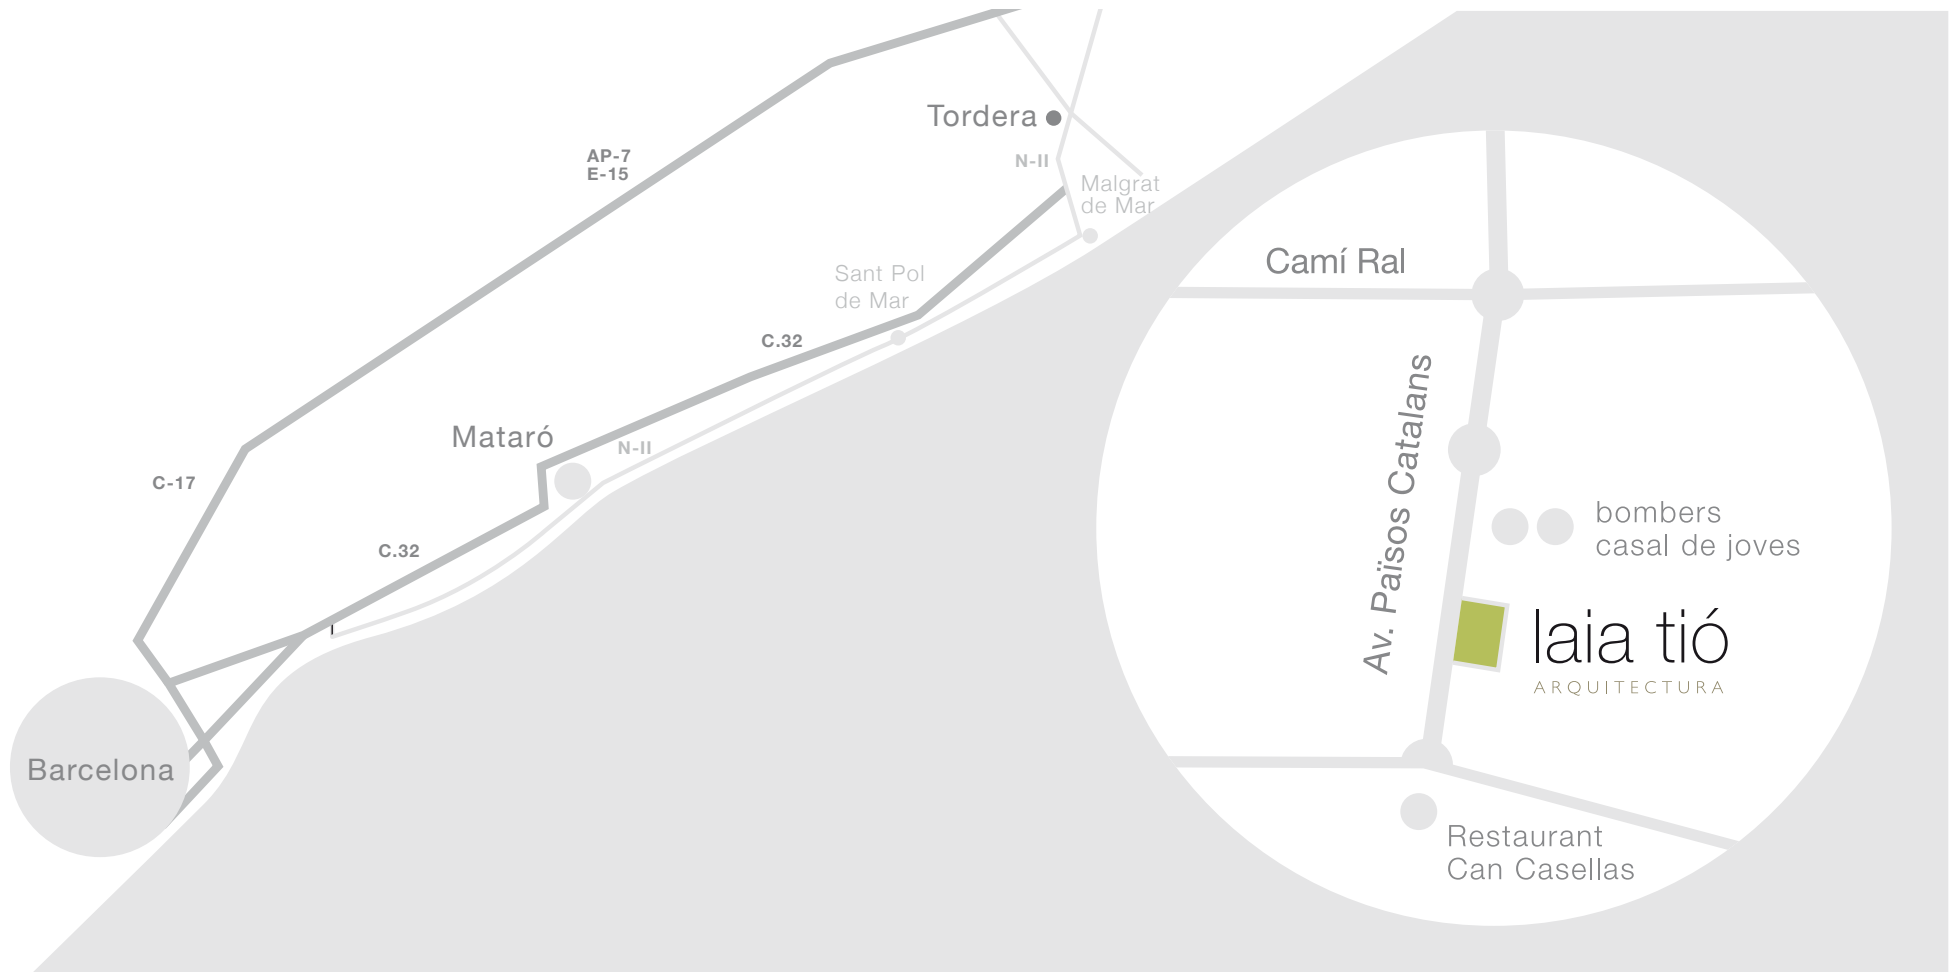 Tordera
AP-7
E-15
N-II
Malgrat
de Mar
Sant Pol
de Mar
C.32
Mataró
N-II
C-17
C.32
Barcelona
Camí Ral
Av. Països Catalans
bombers
casal de joves
laia tió
ARQUITECTURA
Restaurant
Can Casellas